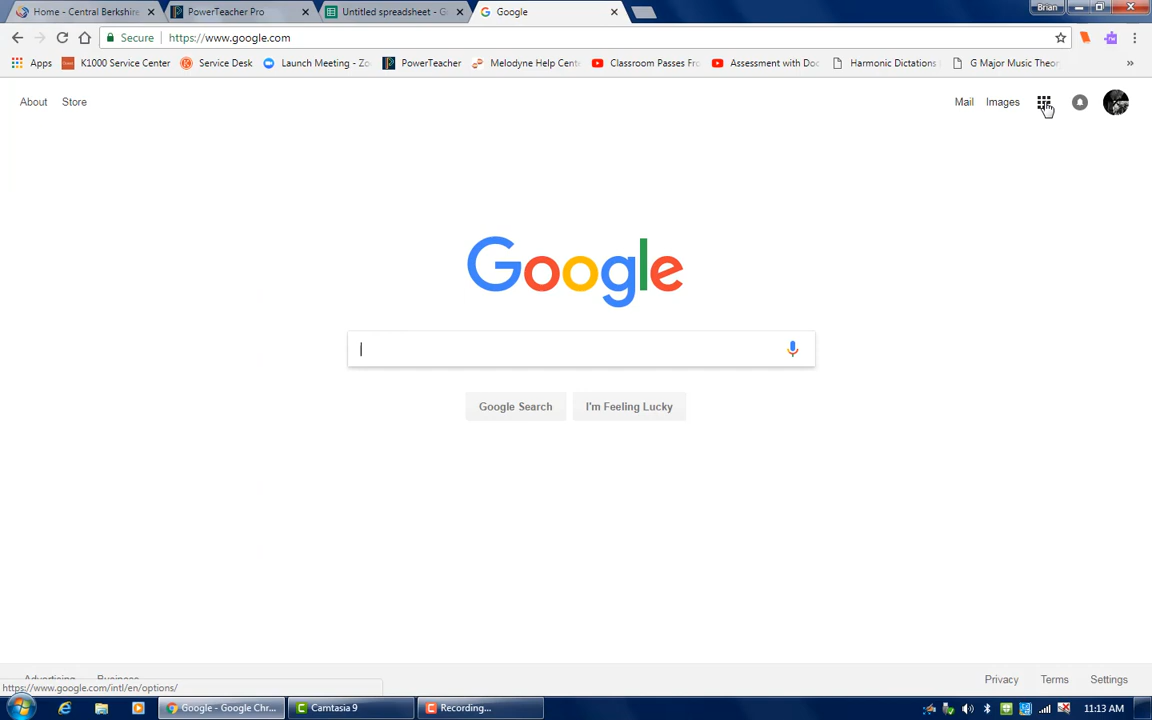 Home - Central Berkshire
PowerTeacher Pro
Untitled spreadsheet - G
Google
Brian
Secure
https://www.google.com
Apps
K1000 Service Center
Service Desk
Launch Meeting - Zo
PowerTeacher
Melodyne Help Cent
Classroom Passes Fr
Assessment with Doc
Harmonic Dictations
G Major Music Theor
»
About
Store
Mail
Images
Google
Google Search
I'm Feeling Lucky
Advertising
Business
Privacy
Terms
Settings
https://www.google.com/intl/en/options/
Google - Google Chr...
Camtasia 9
Recording...
11:13 AM